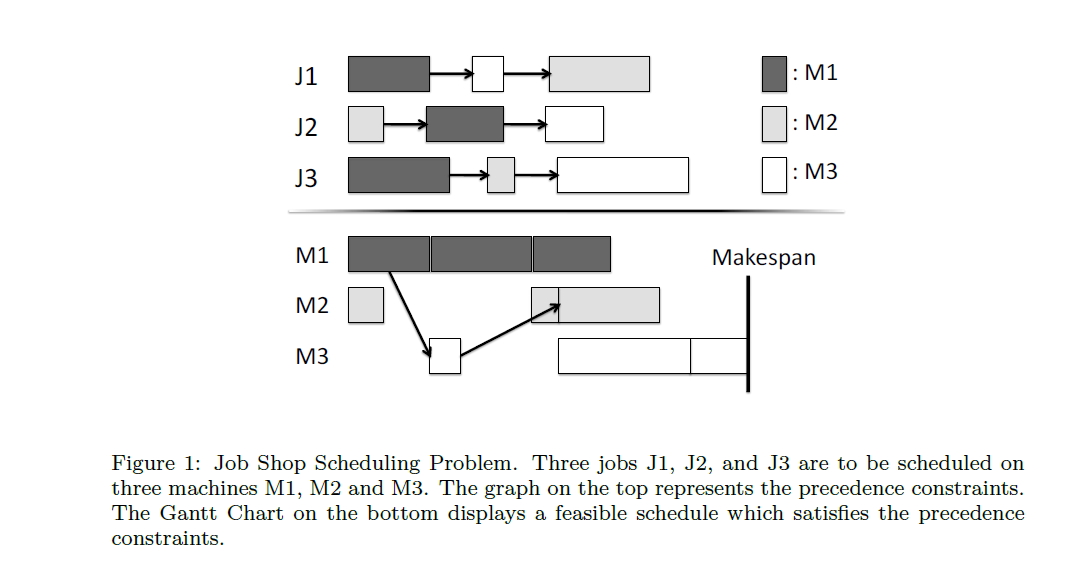 J1
: M1
J2
: M2
J3
: M3
M1
Makespan
M2
M3
Figure 1: Job Shop Scheduling Problem. Three jobs J1, J2, and J3 are to be scheduled on
three machines M1, M2 and M3. The graph on the top represents the precedence constraints.
The Gantt Chart on the bottom displays a feasible schedule which satisfies the precedence
constraints.